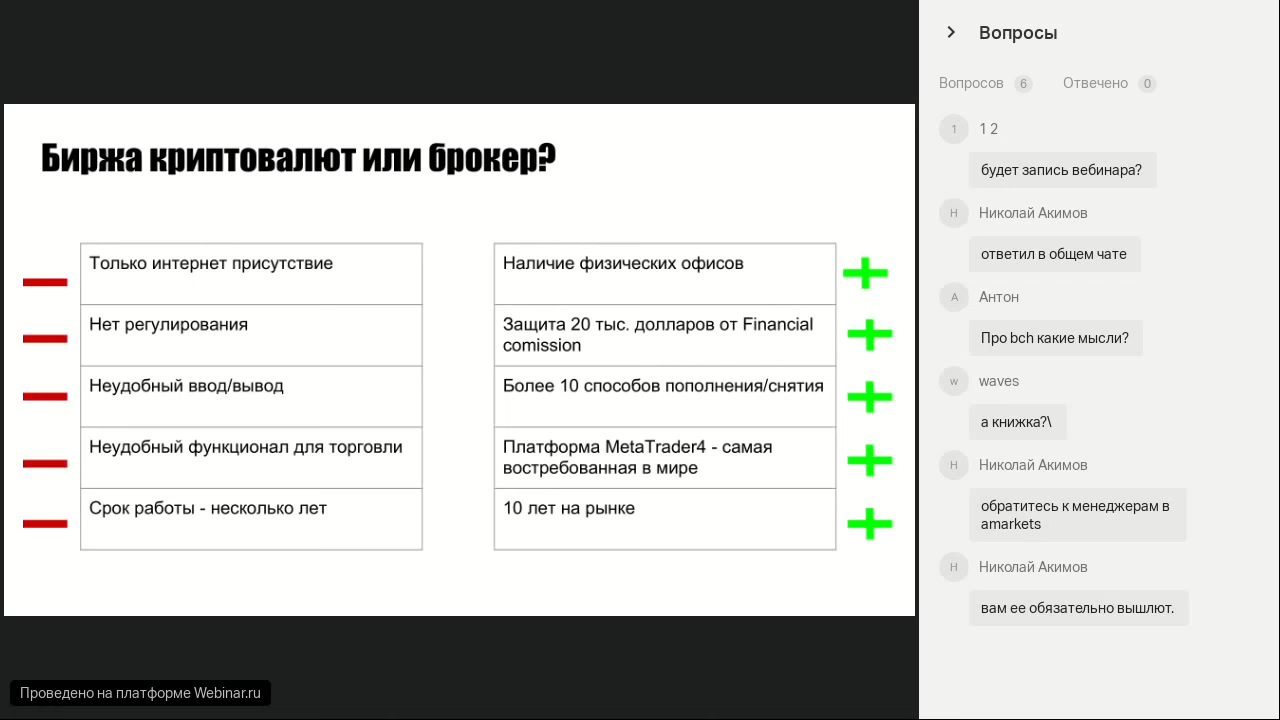 Биржа криптовалют или брокер?
Только интернет присутствие
Нет регулирования
Неудобный ввод/вывод
Неудобный функционал для торговли
Срок работы - несколько лет
Наличие физических офисов
Защита 20 тыс. долларов от Financial
comission
Более 10 способов пополнения/снятия
Платформа MetaTrader4 - самая
востребованная в мире
10 лет на рынке
Проведено на платформе Webinar.ru
Вопросы
Вопросов 6 Отвечено 0
1 1 2
будет запись вебинара?
Н Николай Акимов
ответил в общем чате
А Антон
Про bch какие мысли?
w waves
а книжка?\
Н Николай Акимов
обратитесь к менеджерам в
amarkets
Н Николай Акимов
вам ее обязательно вышлют.